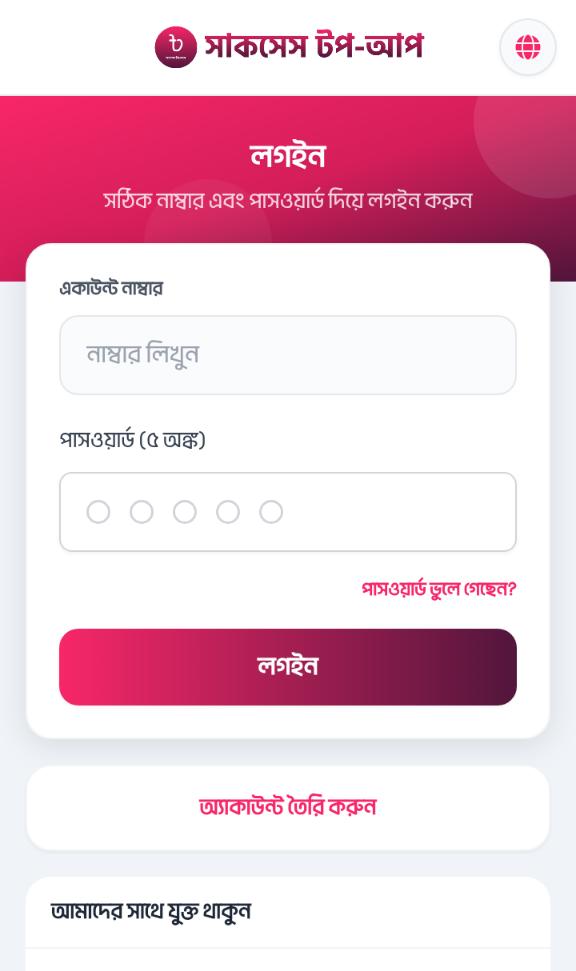 সাকসেস টপ-আপ
লগইন
সঠিক নাম্বার এবং পাসওয়ার্ড দিয়ে লগইন করুন
একাউন্ট নাম্বার
নাম্বার লিখুন
পাসওয়ার্ড (৫ অঙ্ক)
পাসওয়ার্ড ভুলে গেছেন?
লগইন
অ্যাকাউন্ট তৈরি করুন
আমাদের সাথে যুক্ত থাকুন